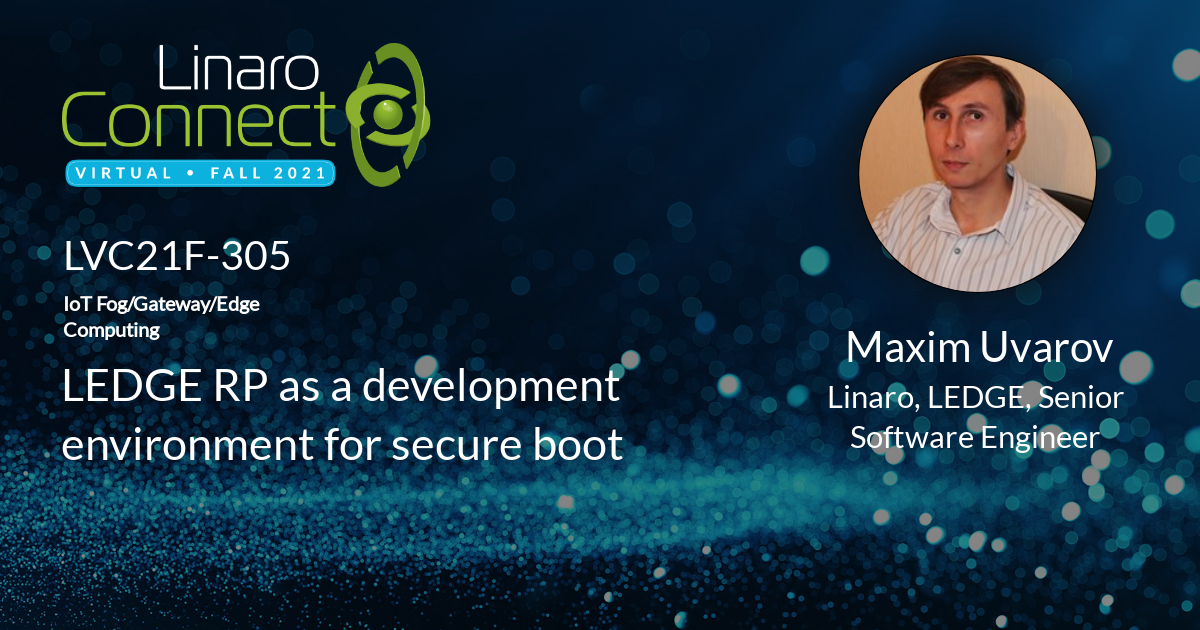 Linaro
Connect
VIRTUAL • FALL 2021
LVC21F-305
IoT Fog/Gateway/Edge
Computing
LEDGE RP as a development
environment for secure boot
Maxim Uvarov
Linaro, LEDGE, Senior
Software Engineer